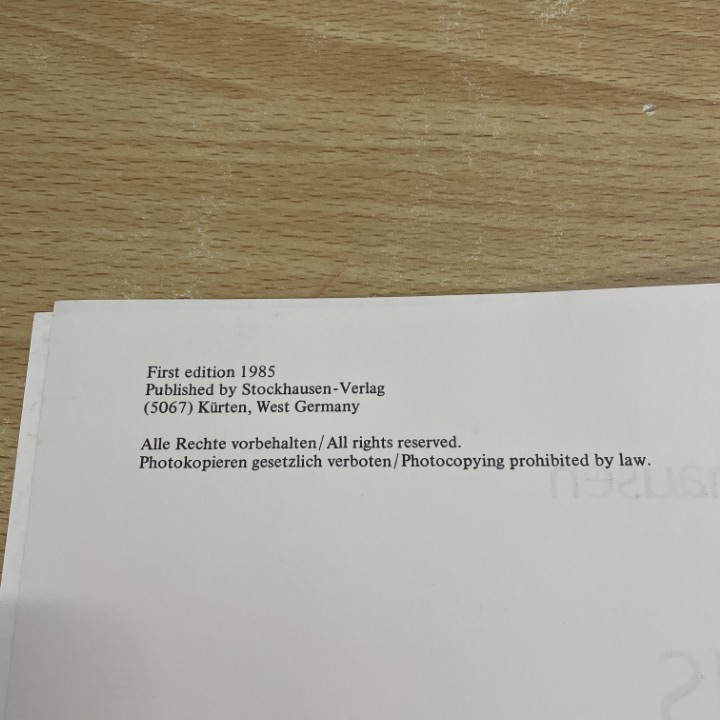 First edition 1985
Published by Stockhausen-Verlag
(5067) Kürten, West Germany
Alle Rechte vorbehalten/All rights reserved.
Photokopieren gesetzlich verboten/Photocopying prohibited by law.